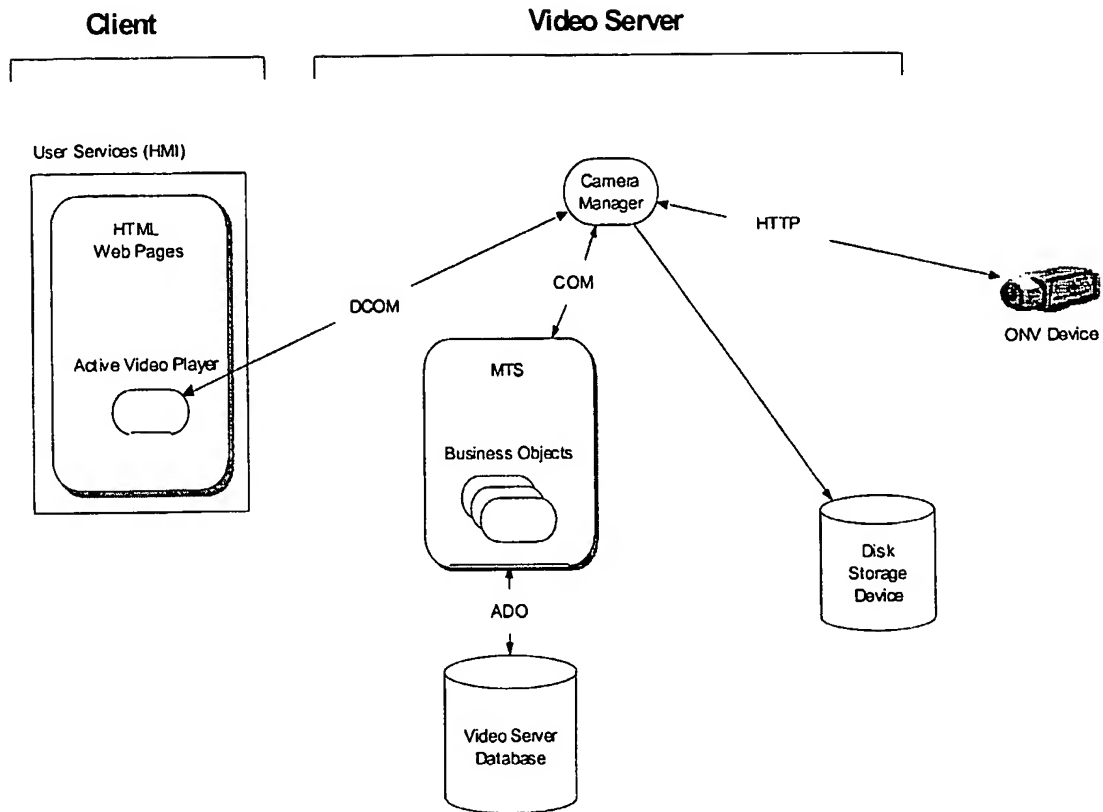 Client
Video Server
User Services (HMI)
HTML
Web Pages
Active Video Player
DCOM
Camera
Manager
COM
HTTP
ONV Device
MTS
Business Objects
ADO
Video Server
Database
Disk
Storage
Device